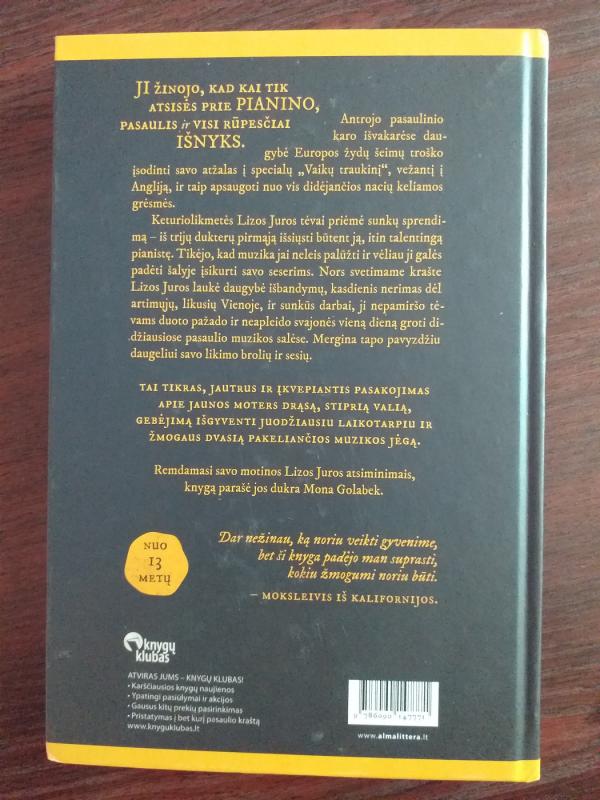 JI ŽINOJO, KAD KAI TIK
ATSISĖS PRIE PIANINO,
PASAULIS ir VISI RŪPESČIAI
IŠNYKS.
Antrojo pasaulinio
karo išvakarėse dau-
gybė Europos žydų šeimų troško
įsodinti savo atžalas į specialų „Vaikų traukinį“, vežantį į
Angliją, ir taip apsaugoti nuo vis didėjančios nacių keliamos
grėsmės.
Keturiolikmetės Lizos Juros tėvai priėmė sunkų sprendi-
mą – iš trijų dukterų pirmąją išsiųsti būtent ją, itin talentingą
pianistę. Tikėjo, kad muzika jai neleis palūžti ir vėliau ji galės
padėti šalyje įsikurti savo seserims. Nors svetimame krašte
Lizos Juros laukė daugybė išbandymų, kasdienis nerimas dėl
artimųjų, likusių Vienoje, ir sunkūs darbai, ji nepamiršo tė-
vams duoto pažado ir neapleido svajonės vieną dieną groti di-
džiausiose pasaulio muzikos salėse. Mergina tapo pavyzdžiu
daugeliui savo likimo brolių ir sesių.
TAI TIKRAS, JAUTRUS IR ĮKVEPIANTIS PASAKOJIMAS
APIE JAUNOS MOTERS DRĄSĄ, STIPRIĄ VALIĄ,
GEBĖJIMĄ IŠGYVENTI JUODŽIAUSIU LAIKOTARPIU IR
ŽMOGAUS DVASIĄ PAKELIANČIOS MUZIKOS JĖGĄ.
Remdamasi savo motinos Lizos Juros atsiminimais,
knygą parašė jos dukra Mona Golabek.
Dar nežinau, ką noriu veikti gyvenime,
bet ši knyga padėjo man suprasti,
kokiu žmogumi noriu būti.
– MOKSLEIVIS IŠ KALIFORNIJOS.
NUO
13
METŲ
knygų
klubas
ATVIRAS JUMS – KNYGŲ KLUBAS!
• Karščiausios knygų naujienos
• Ypatingi pasiūlymai ir akcijos
• Gausus kitų prekių pasirinkimas
• Pristatymas į bet kurį pasaulio kraštą
www.knyguklubas.lt
9 786090 147771
www.almalittera.lt